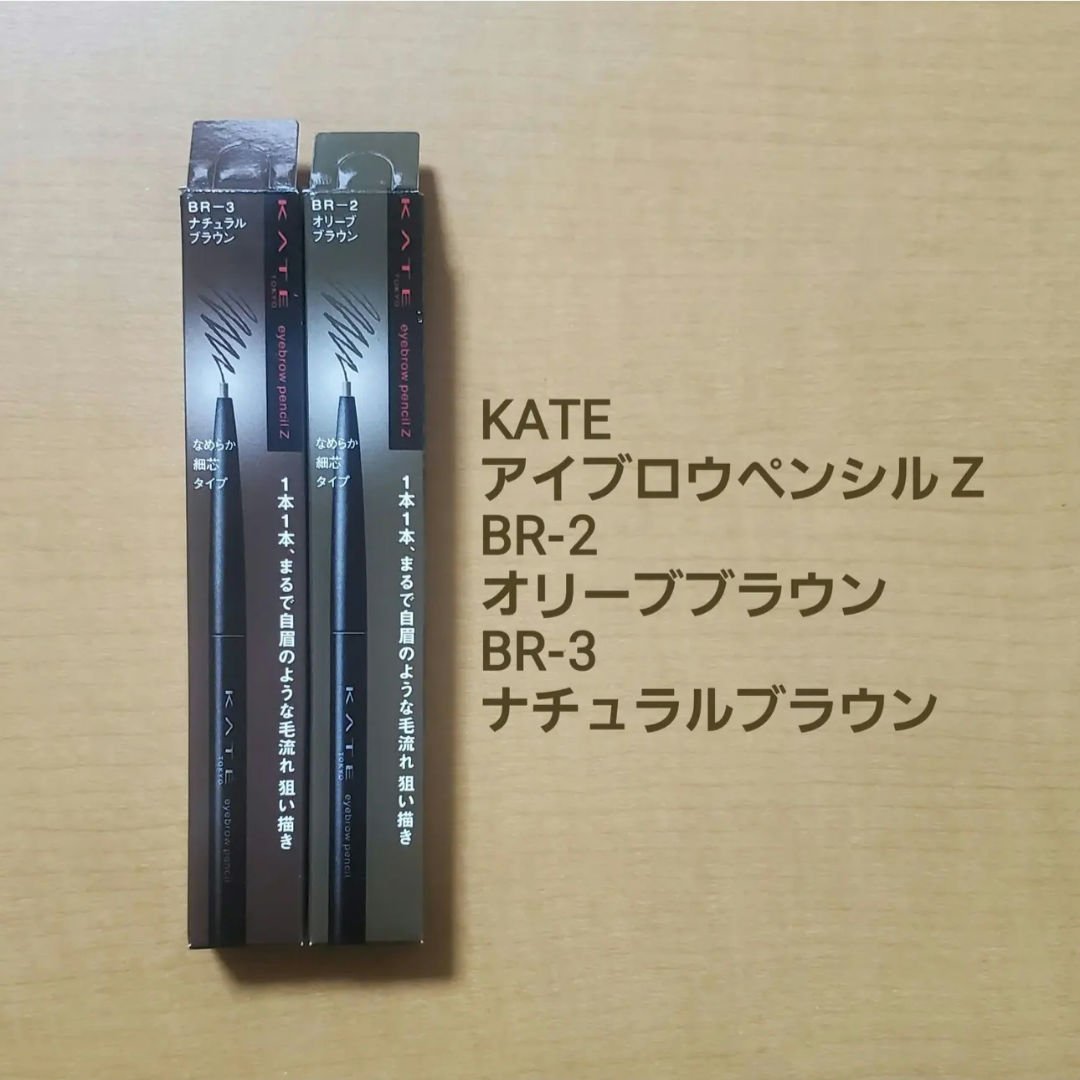 BR-3
ナチュラル
ブラウン
KATE
TOKYO
eyebrow pencil Z
なめらか
細芯
タイプ
1本1本、まるで自眉のような毛流れ 狙い描き
KATE
TOKYO
eyebrow pencil
BR-2
オリーブ
ブラウン
KATE
TOKYO
eyebrow pencil Z
なめらか
細芯
タイプ
1本1本、まるで自眉のような毛流れ 狙い描き
KATE
TOKYO
eyebrow pencil
KATE
アイブロウペンシルZ
BR-2
オリーブブラウン
BR-3
ナチュラルブラウン